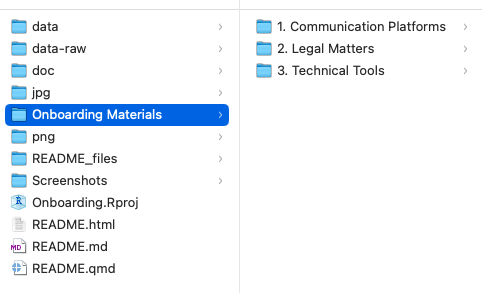 data
data-raw
doc
jpg
Onboarding Materials
png
README_files
Screenshots
Onboarding.Rproj
README.html
README.md
README.qmd
1. Communication Platforms
2. Legal Matters
3. Technical Tools